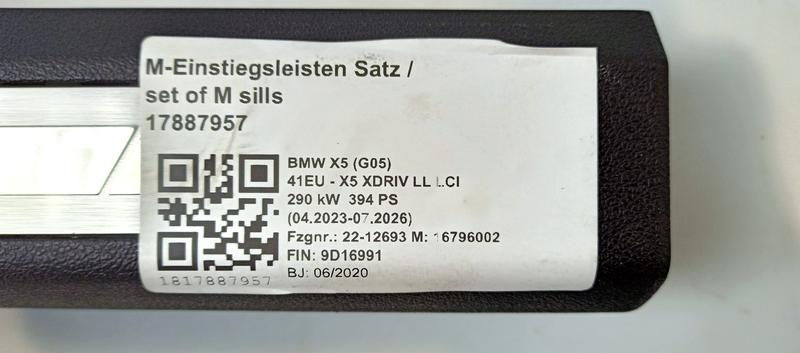 M-Einstiegsleisten Satz /
set of M sills
17887957
BMW X5 (G05)
41EU - X5 XDRIV LL LCI
290 kW 394 PS
(04.2023-07.2026)
Fzgnr.: 22-12693 M: 16796002
FIN: 9D16991
BJ: 06/2020
1817887957